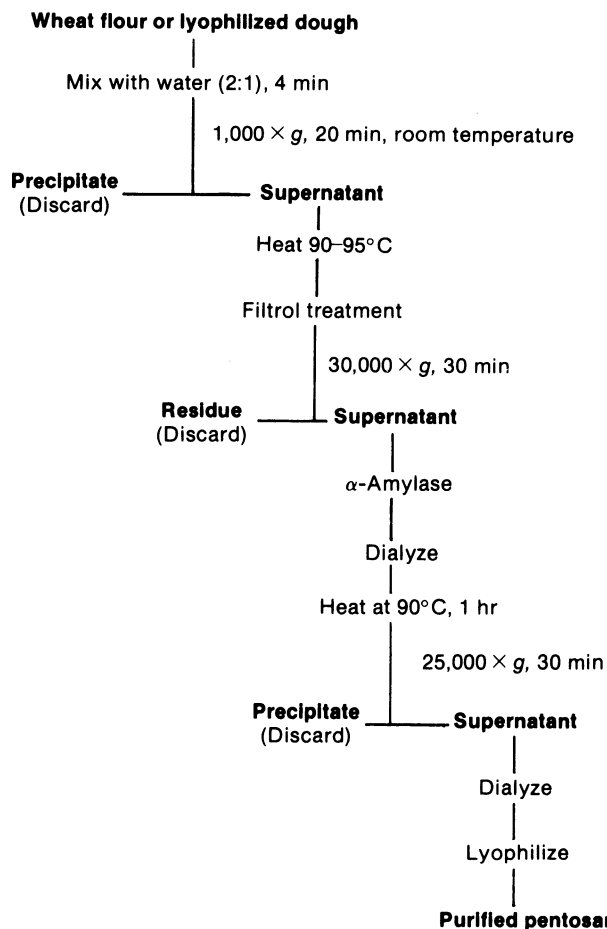 Wheat flour or lyophilized dough
Mix with water (2:1), 4 min
1,000 × g, 20 min, room temperature
Precipitate
(Discard)
Supernatant
Heat 90–95°C
Filtrol treatment
30,000 × g, 30 min
Residue
(Discard)
Supernatant
α-Amylase
Dialyze
Heat at 90°C, 1 hr
25,000 × g, 30 min
Precipitate
(Discard)
Supernatant
Dialyze
Lyophilize
Purified pentosan